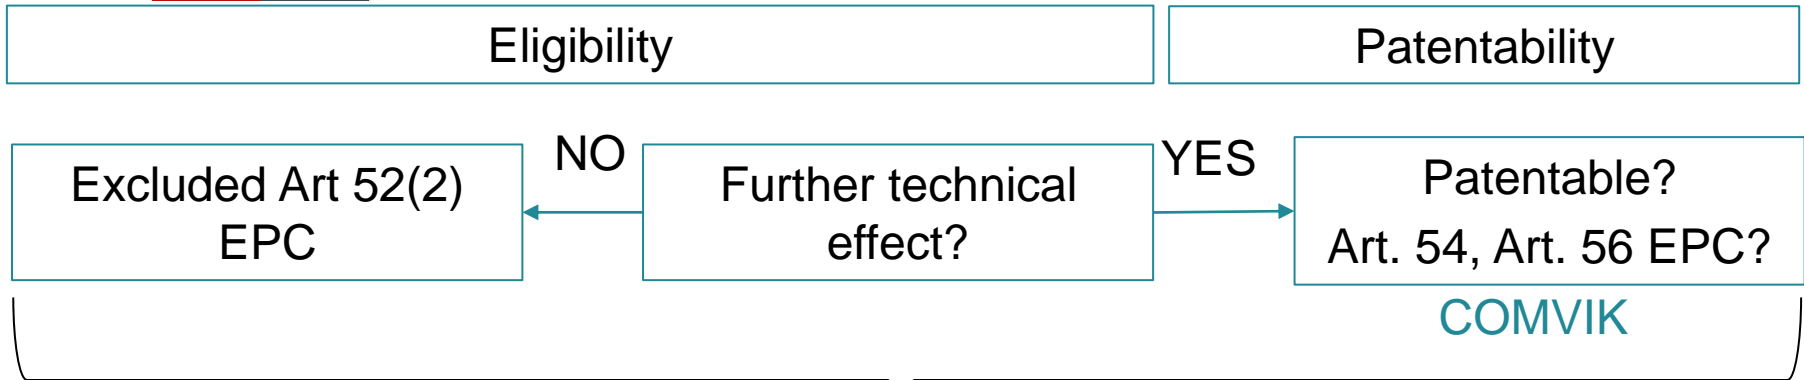 Eligibility
Patentability
Excluded Art 52(2)
EPC
NO
Further technical
effect?
YES
Patentable?
Art. 54, Art. 56 EPC?
COMVIK